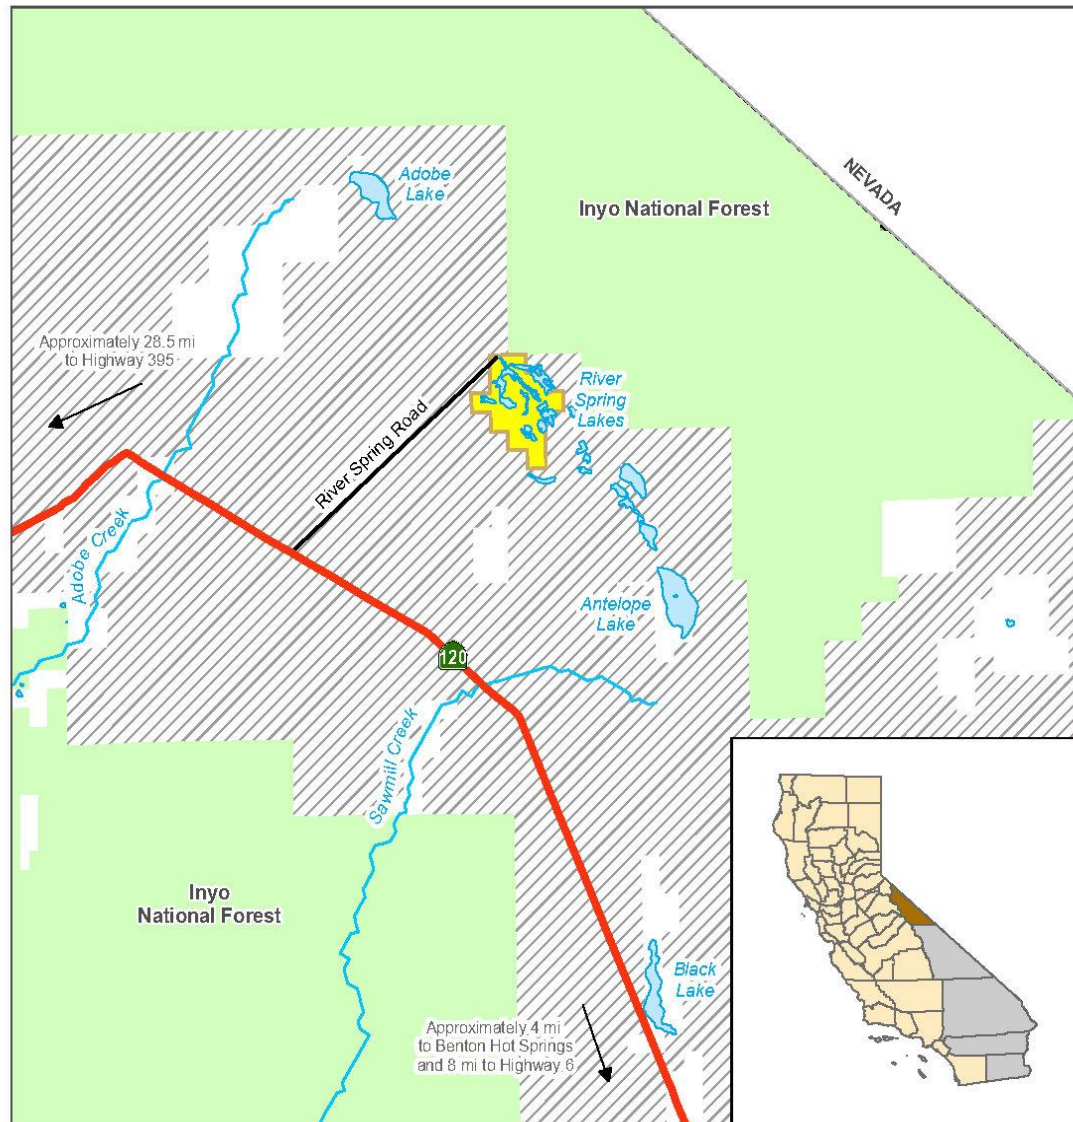 Adobe
Lake
NEVADA
Inyo National Forest
Approximately 28.5 mi
to Highway 395
River
Spring
Lakes
River Spring Road
Adobe Creek
Antelope
Lake
120
Sawmill Creek
Inyo
National Forest
Black
Lake
Approximately 4 mi
to Benton Hot Springs
and 8 mi to Highway 6